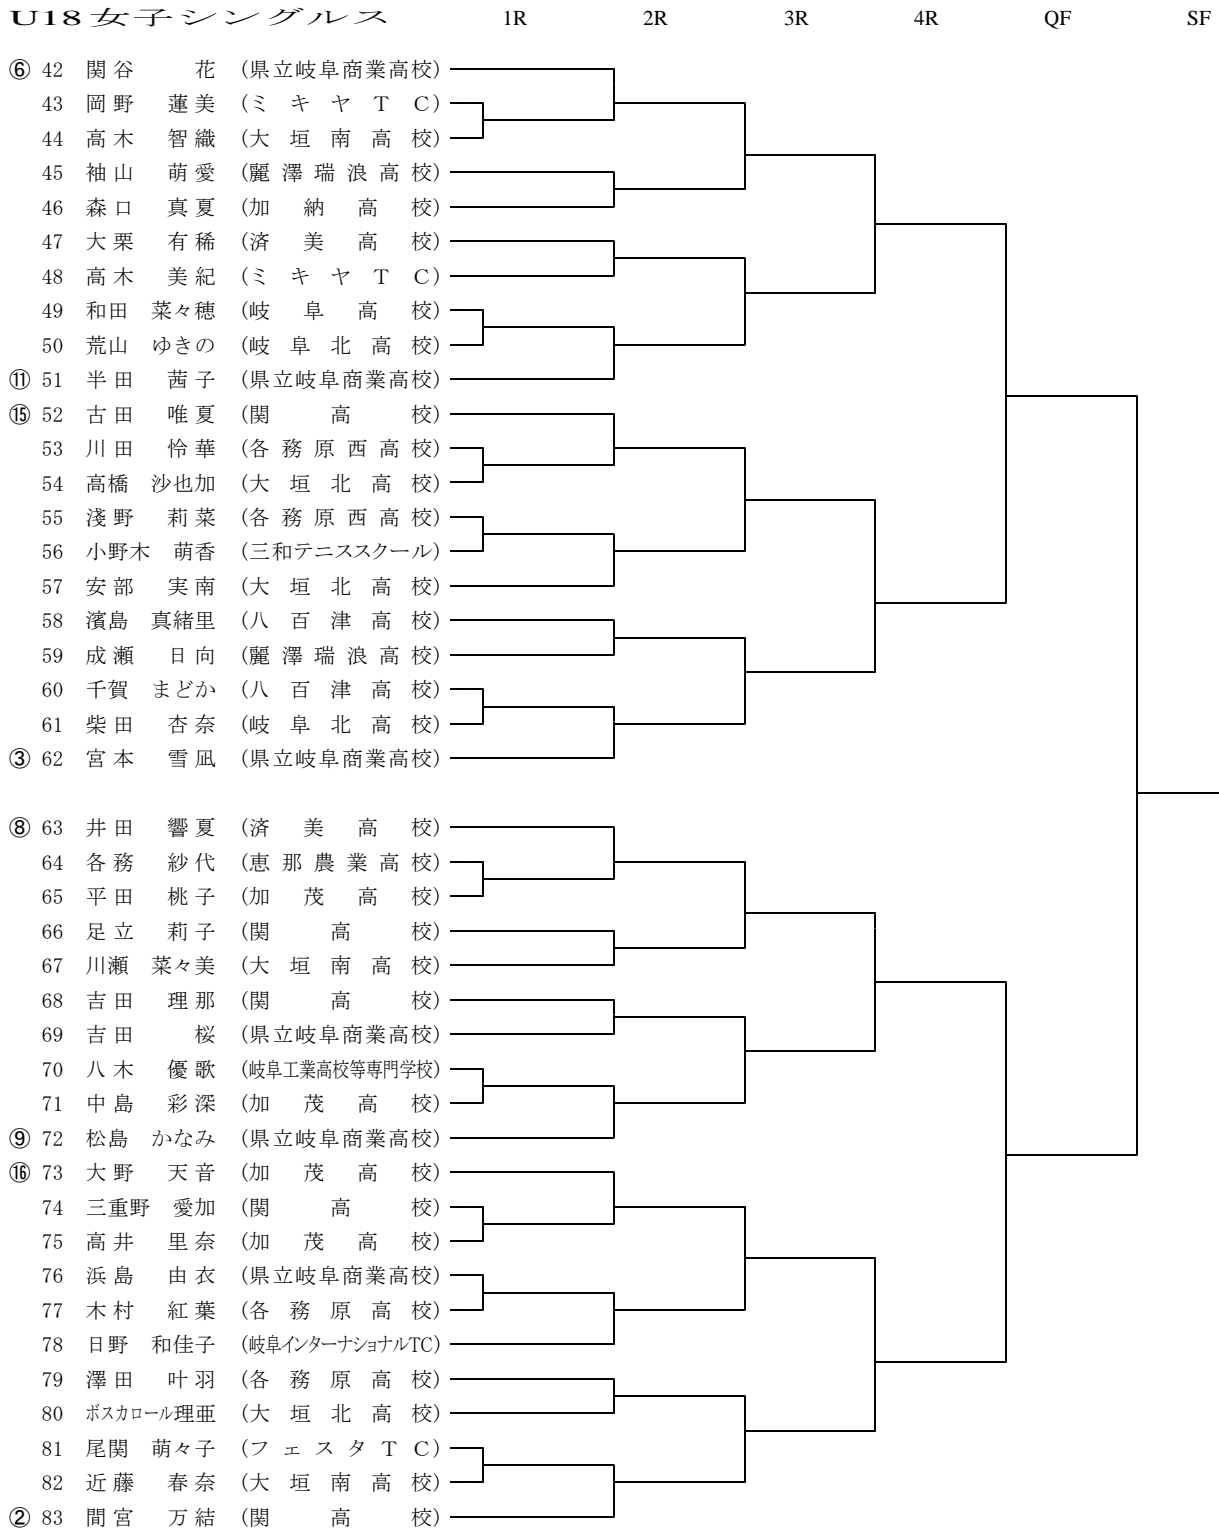 U18女子シングルス 1R 2R 3R 4R QF SF
⑥ 42 関谷 花 (県立岐阜商業高校)
43 岡野 蓮美 (ミキヤTC)
44 高木 智織 (大垣南高校)
45 袖山 萌愛 (麗澤瑞浪高校)
46 森口 真夏 (加納高校)
47 大栗 有稀 (済美高校)
48 高木 美紀 (ミキヤTC)
49 和田 菜々穂 (岐阜高校)
50 荒山 ゆきの (岐阜北高校)
⑪ 51 半田 茜子 (県立岐阜商業高校)
⑮ 52 古田 唯夏 (関高校)
53 川田 怜華 (各務原西高校)
54 高橋 沙也加 (大垣北高校)
55 淺野 莉菜 (各務原西高校)
56 小野木 萌香 (三和テニススクール)
57 安部 実南 (大垣北高校)
58 濱島 真緒里 (八百津高校)
59 成瀬 日向 (麗澤瑞浪高校)
60 千賀 まどか (八百津高校)
61 柴田 杏奈 (岐阜北高校)
③ 62 宮本 雪凪 (県立岐阜商業高校)
⑧ 63 井田 響夏 (済美高校)
64 各務 紗代 (恵那農業高校)
65 平田 桃子 (加茂高校)
66 足立 莉子 (関高校)
67 川瀬 菜々美 (大垣南高校)
68 吉田 理那 (関高校)
69 吉田 桜 (県立岐阜商業高校)
70 八木 優歌 (岐阜工業高校等専門学校)
71 中島 彩深 (加茂高校)
⑨ 72 松島 かなみ (県立岐阜商業高校)
⑯ 73 大野 天音 (加茂高校)
74 三重野 愛加 (関高校)
75 高井 里奈 (加茂高校)
76 浜島 由衣 (県立岐阜商業高校)
77 木村 紅葉 (各務原高校)
78 日野 和佳子 (岐阜インターナショナルTC)
79 澤田 叶羽 (各務原高校)
80 ボスカロール理亜 (大垣北高校)
81 尾関 萌々子 (フェスタTC)
82 近藤 春奈 (大垣南高校)
② 83 間宮 万結 (関高校)